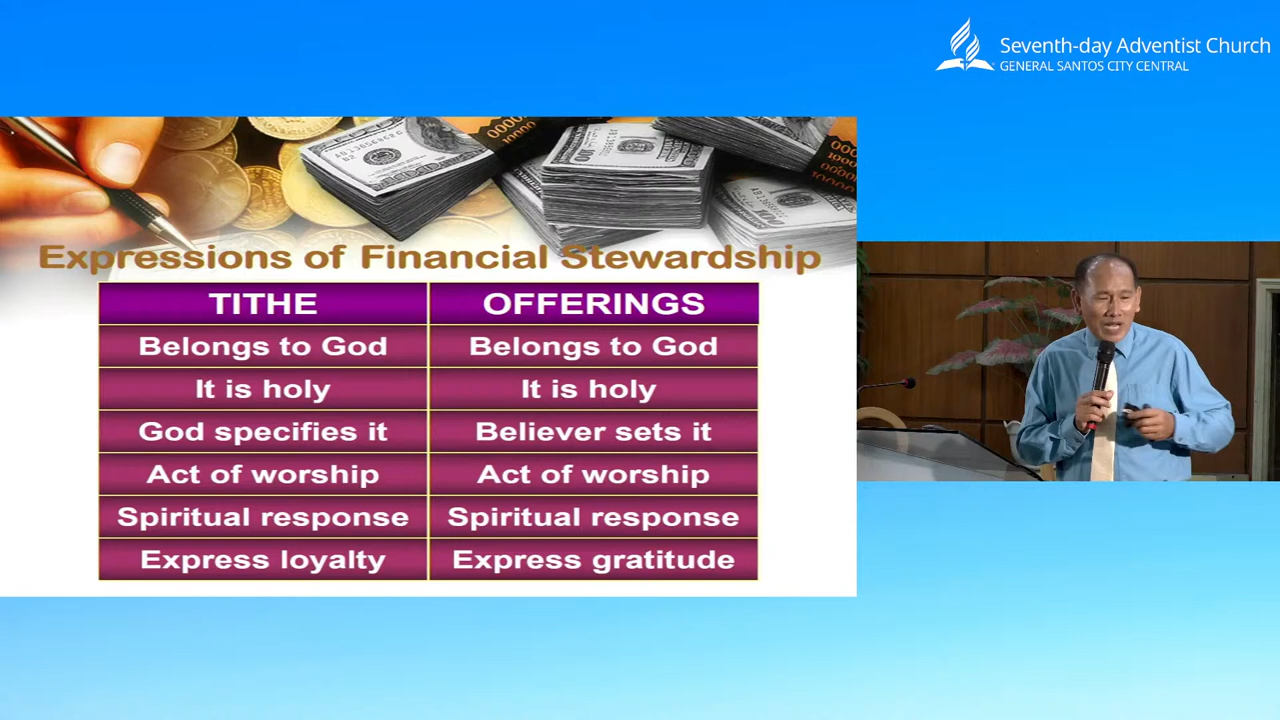 Seventh-day Adventist Church
GENERAL SANTOS CITY CENTRAL
Expressions of Financial Stewardship
TITHE OFFERINGS
Belongs to God Belongs to God
It is holy It is holy
God specifies it Believer sets it
Act of worship Act of worship
Spiritual response Spiritual response
Express loyalty Express gratitude